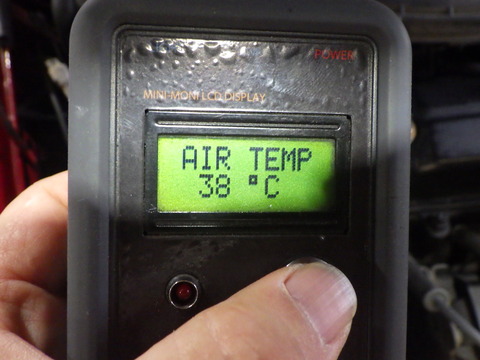 POWER
MINI-MONI LCD DISPLAY
AIR TEMP
38 °C